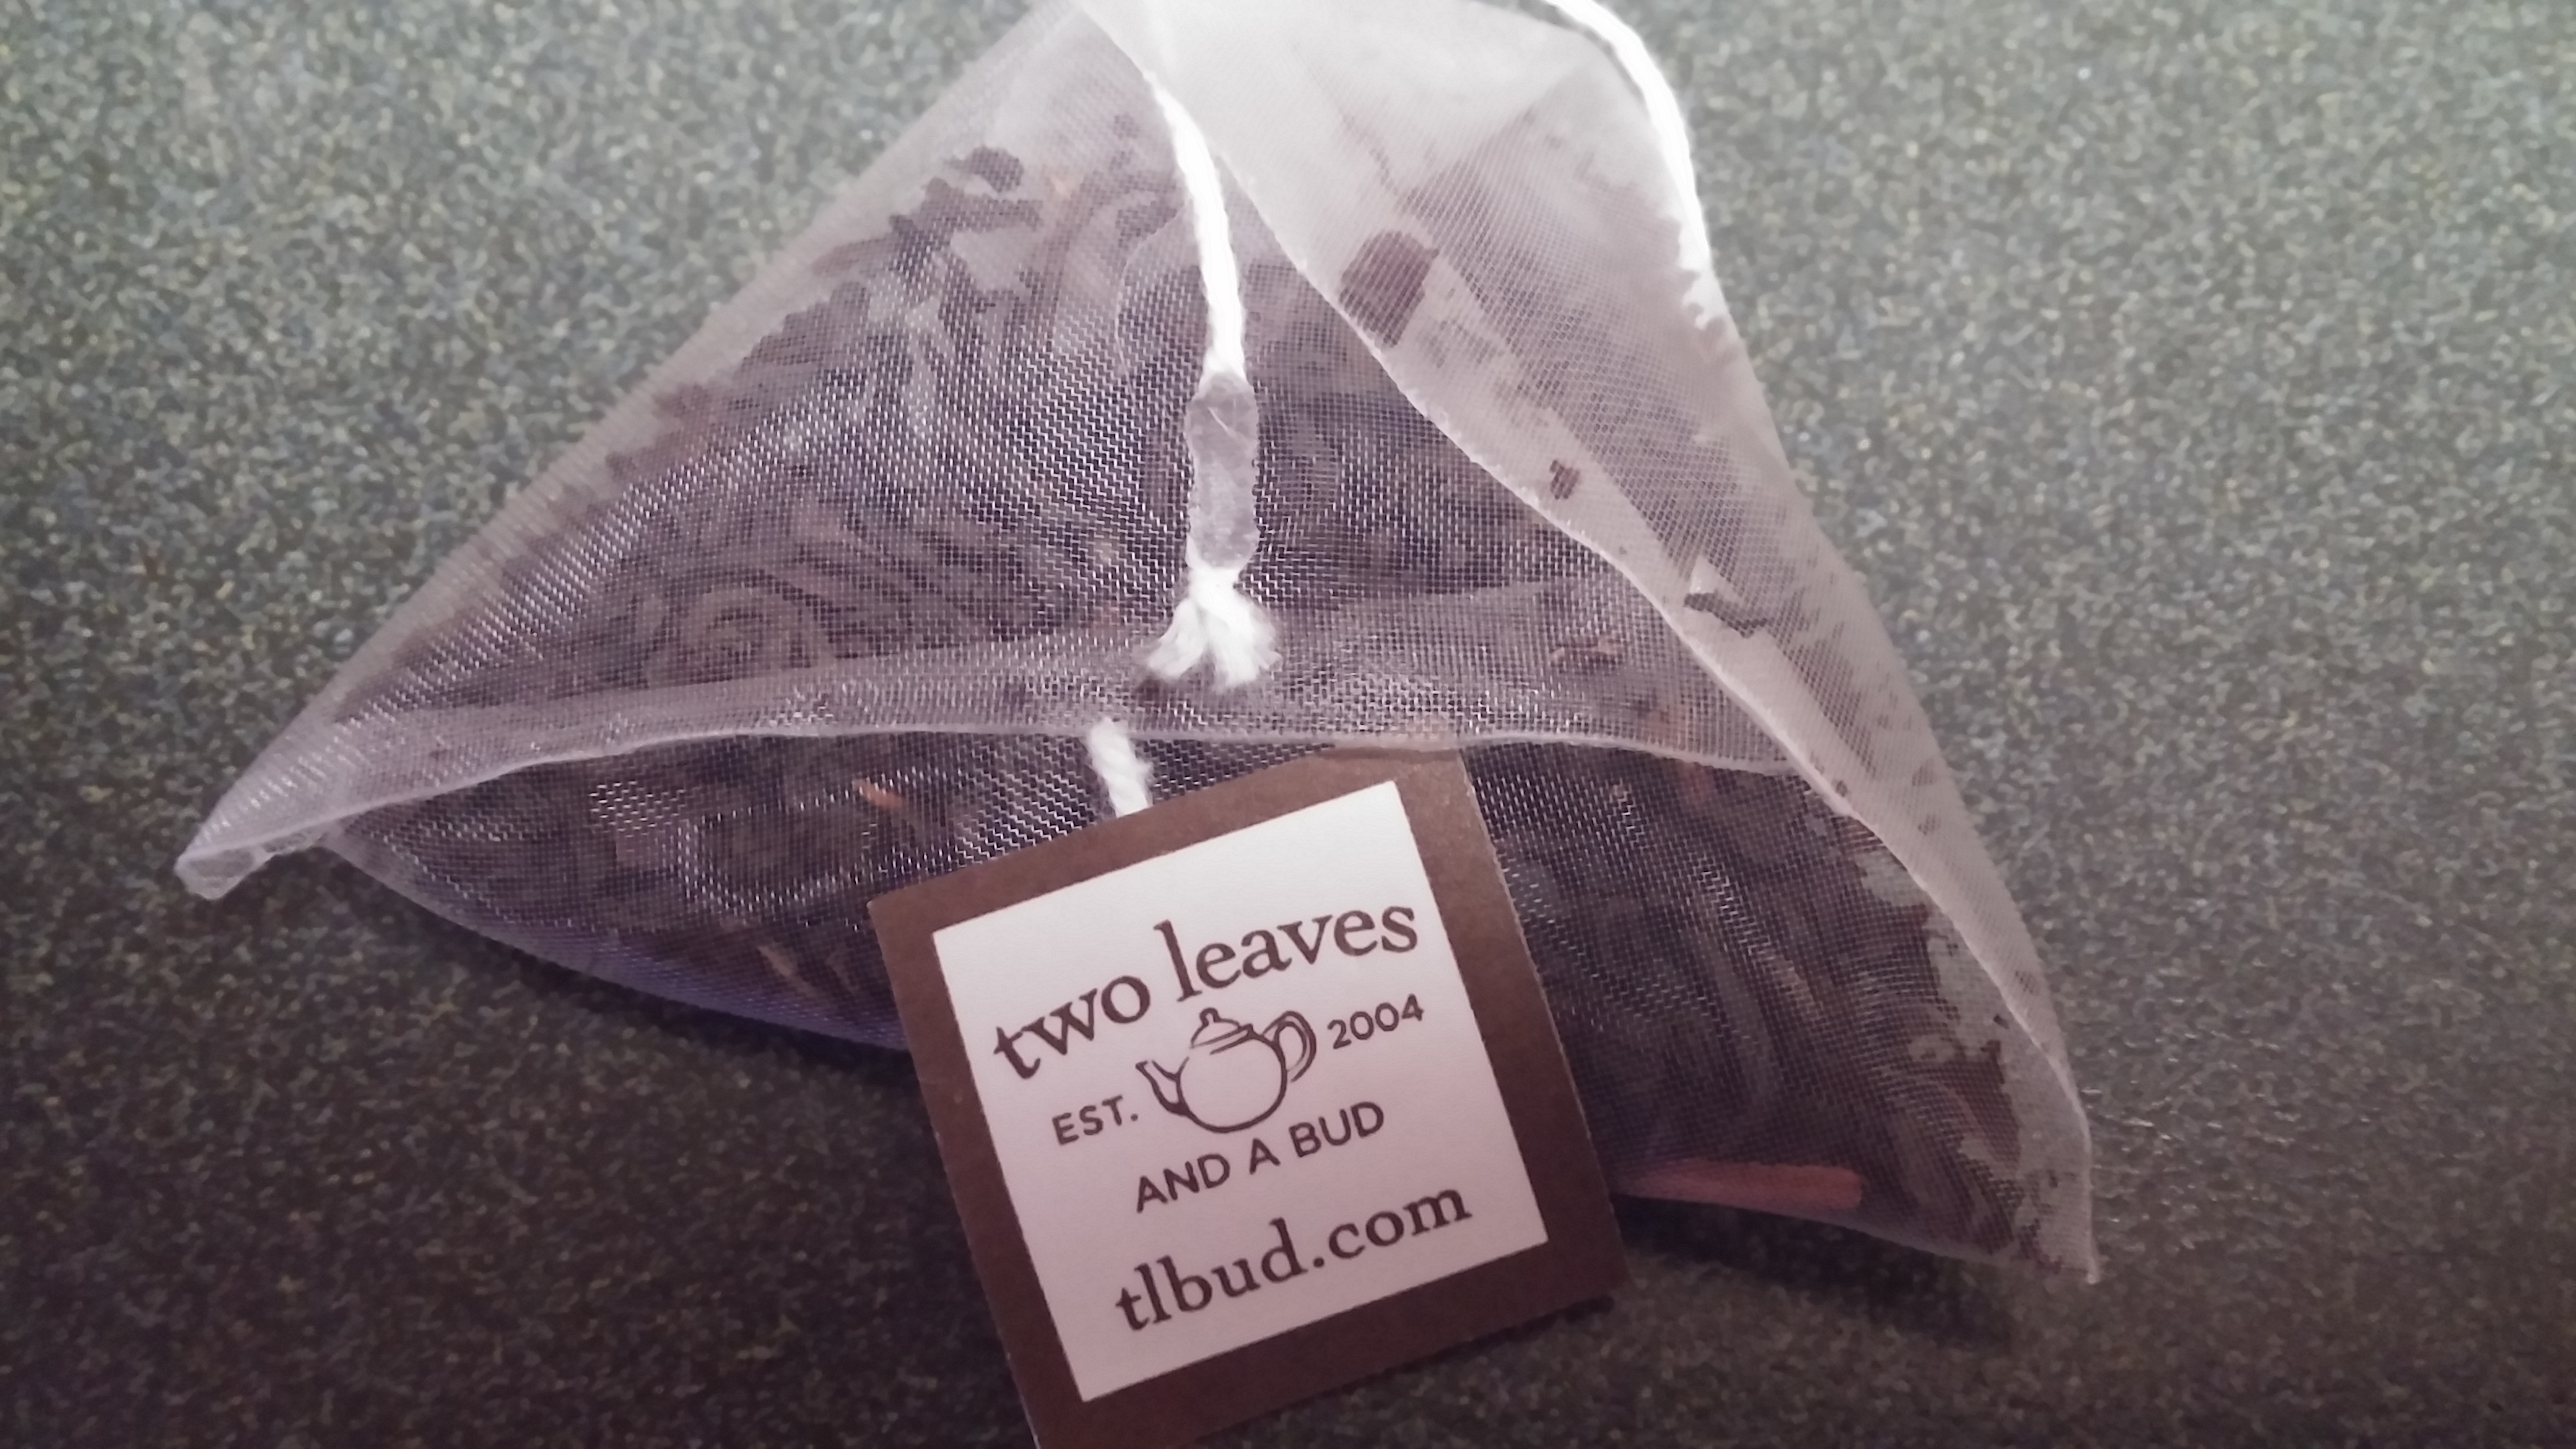 two leaves
EST. 2004
AND A BUD
tlbud.com